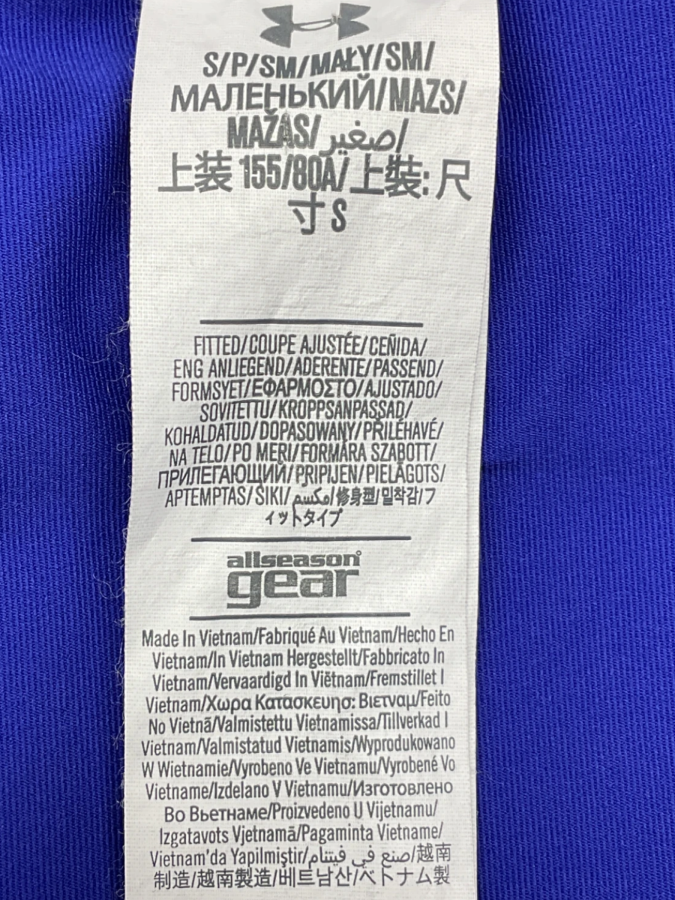 S/P/SM/MAŁY/SM/
МАЛЕНЬКИЙ/MAZS/
MAŽAS/صغير/
上装 155/80A/上裝: 尺
寸 S
FITTED/COUPE AJUSTÉE/CEÑIDA/
ENG ANLIEGEND/ADERENTE/PASSEND/
FORMSYET/ΕΦΑΡΜΟΣΤΟ/AJUSTADO/
SOVITETTU/KROPPSANPASSAD/
KOHALDATUD/DOPASOWANY/PŘILÉHAVÉ/
NA TELO/PO MERI/FORMÁRA SZABOTT/
ПРИЛЕГАЮЩИЙ/PRIPIJEN/PIELĀGOTS/
APTEMPTAS/SIKI/مكسم/修身型/밀착감/フ
ィットタイプ
allseason®
gear
Made In Vietnam/Fabriqué Au Vietnam/Hecho En
Vietnam/In Vietnam Hergestellt/Fabbricato In
Vietnam/Vervaardigd In Viëtnam/Fremstillet I
Vietnam/Χωρα Κατασκευησ: Βιετναμ/Feito
No Vietnã/Valmistettu Vietnamissa/Tillverkad I
Vietnam/Valmistatud Vietnamis/Wyprodukowano
W Wietnamie/Vyrobeno Ve Vietnamu/Vyrobené Vo
Vietname/Izdelano V Vietnamu/Изготовлено
Во Вьетнаме/Proizvedeno U Vijetnamu/
Izgatavots Vjetnamā/Pagaminta Vietname/
Vietnam'da Yapilmiştir/صنع في فيتنام/越南
制造/越南製造/베트남산/ベトナム製